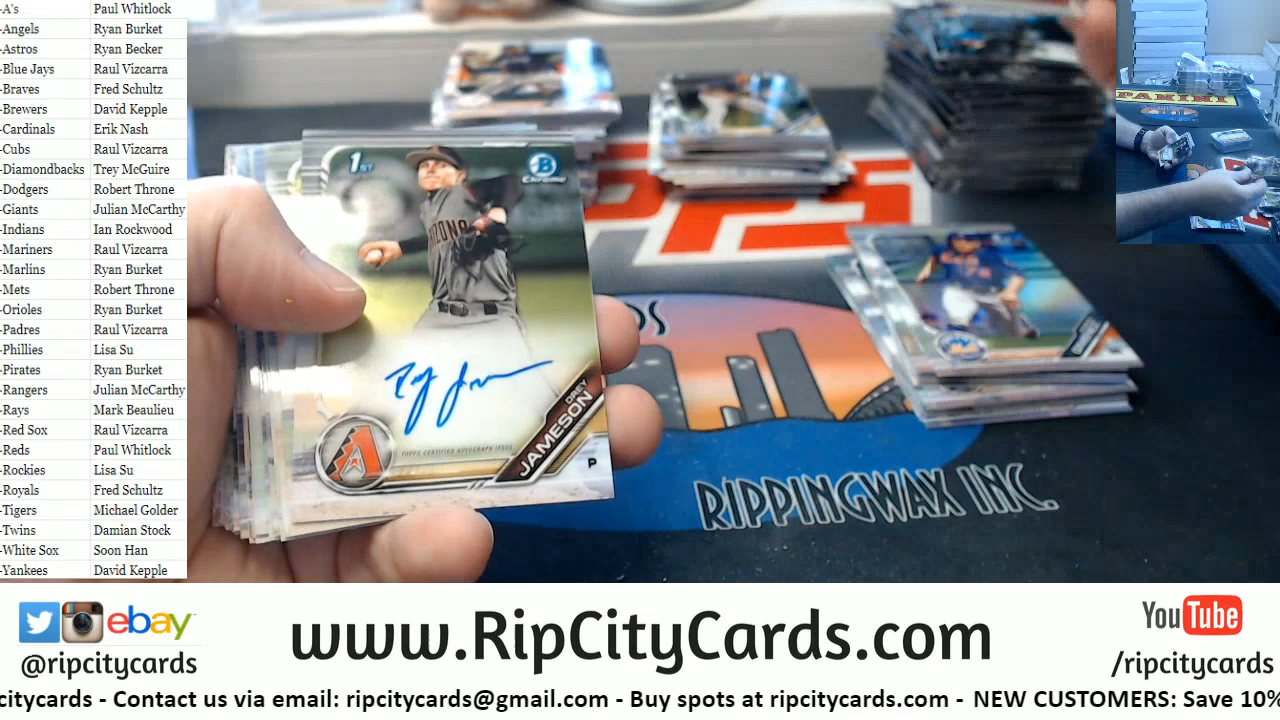 -A's Paul Whitlock
-Angels Ryan Burket
-Astros Ryan Becker
-Blue Jays Raul Vizcarra
-Braves Fred Schultz
-Brewers David Kepple
-Cardinals Erik Nash
-Cubs Raul Vizcarra
-Diamondbacks Trey McGuire
-Dodgers Robert Throne
-Giants Julian McCarthy
-Indians Ian Rockwood
-Mariners Raul Vizcarra
-Marlins Ryan Burket
-Mets Robert Throne
-Orioles Ryan Burket
-Padres Raul Vizcarra
-Phillies Lisa Su
-Pirates Ryan Burket
-Rangers Julian McCarthy
-Rays Mark Beaulieu
-Red Sox Raul Vizcarra
-Reds Paul Whitlock
-Rockies Lisa Su
-Royals Fred Schultz
-Tigers Michael Golder
-Twins Damian Stock
-White Sox Soon Han
-Yankees David Kepple
1ST
B
Chrome
TOPPS CERTIFIED AUTOGRAPH ISSUE
DREY
JAMESON
P
RIPPINGWAX INC.
PANINI
ebay
@ripcitycards
www.RipCityCards.com
YouTube
/ripcitycards
citycards - Contact us via email: ripcitycards@gmail.com - Buy spots at ripcitycards.com - NEW CUSTOMERS: Save 10%